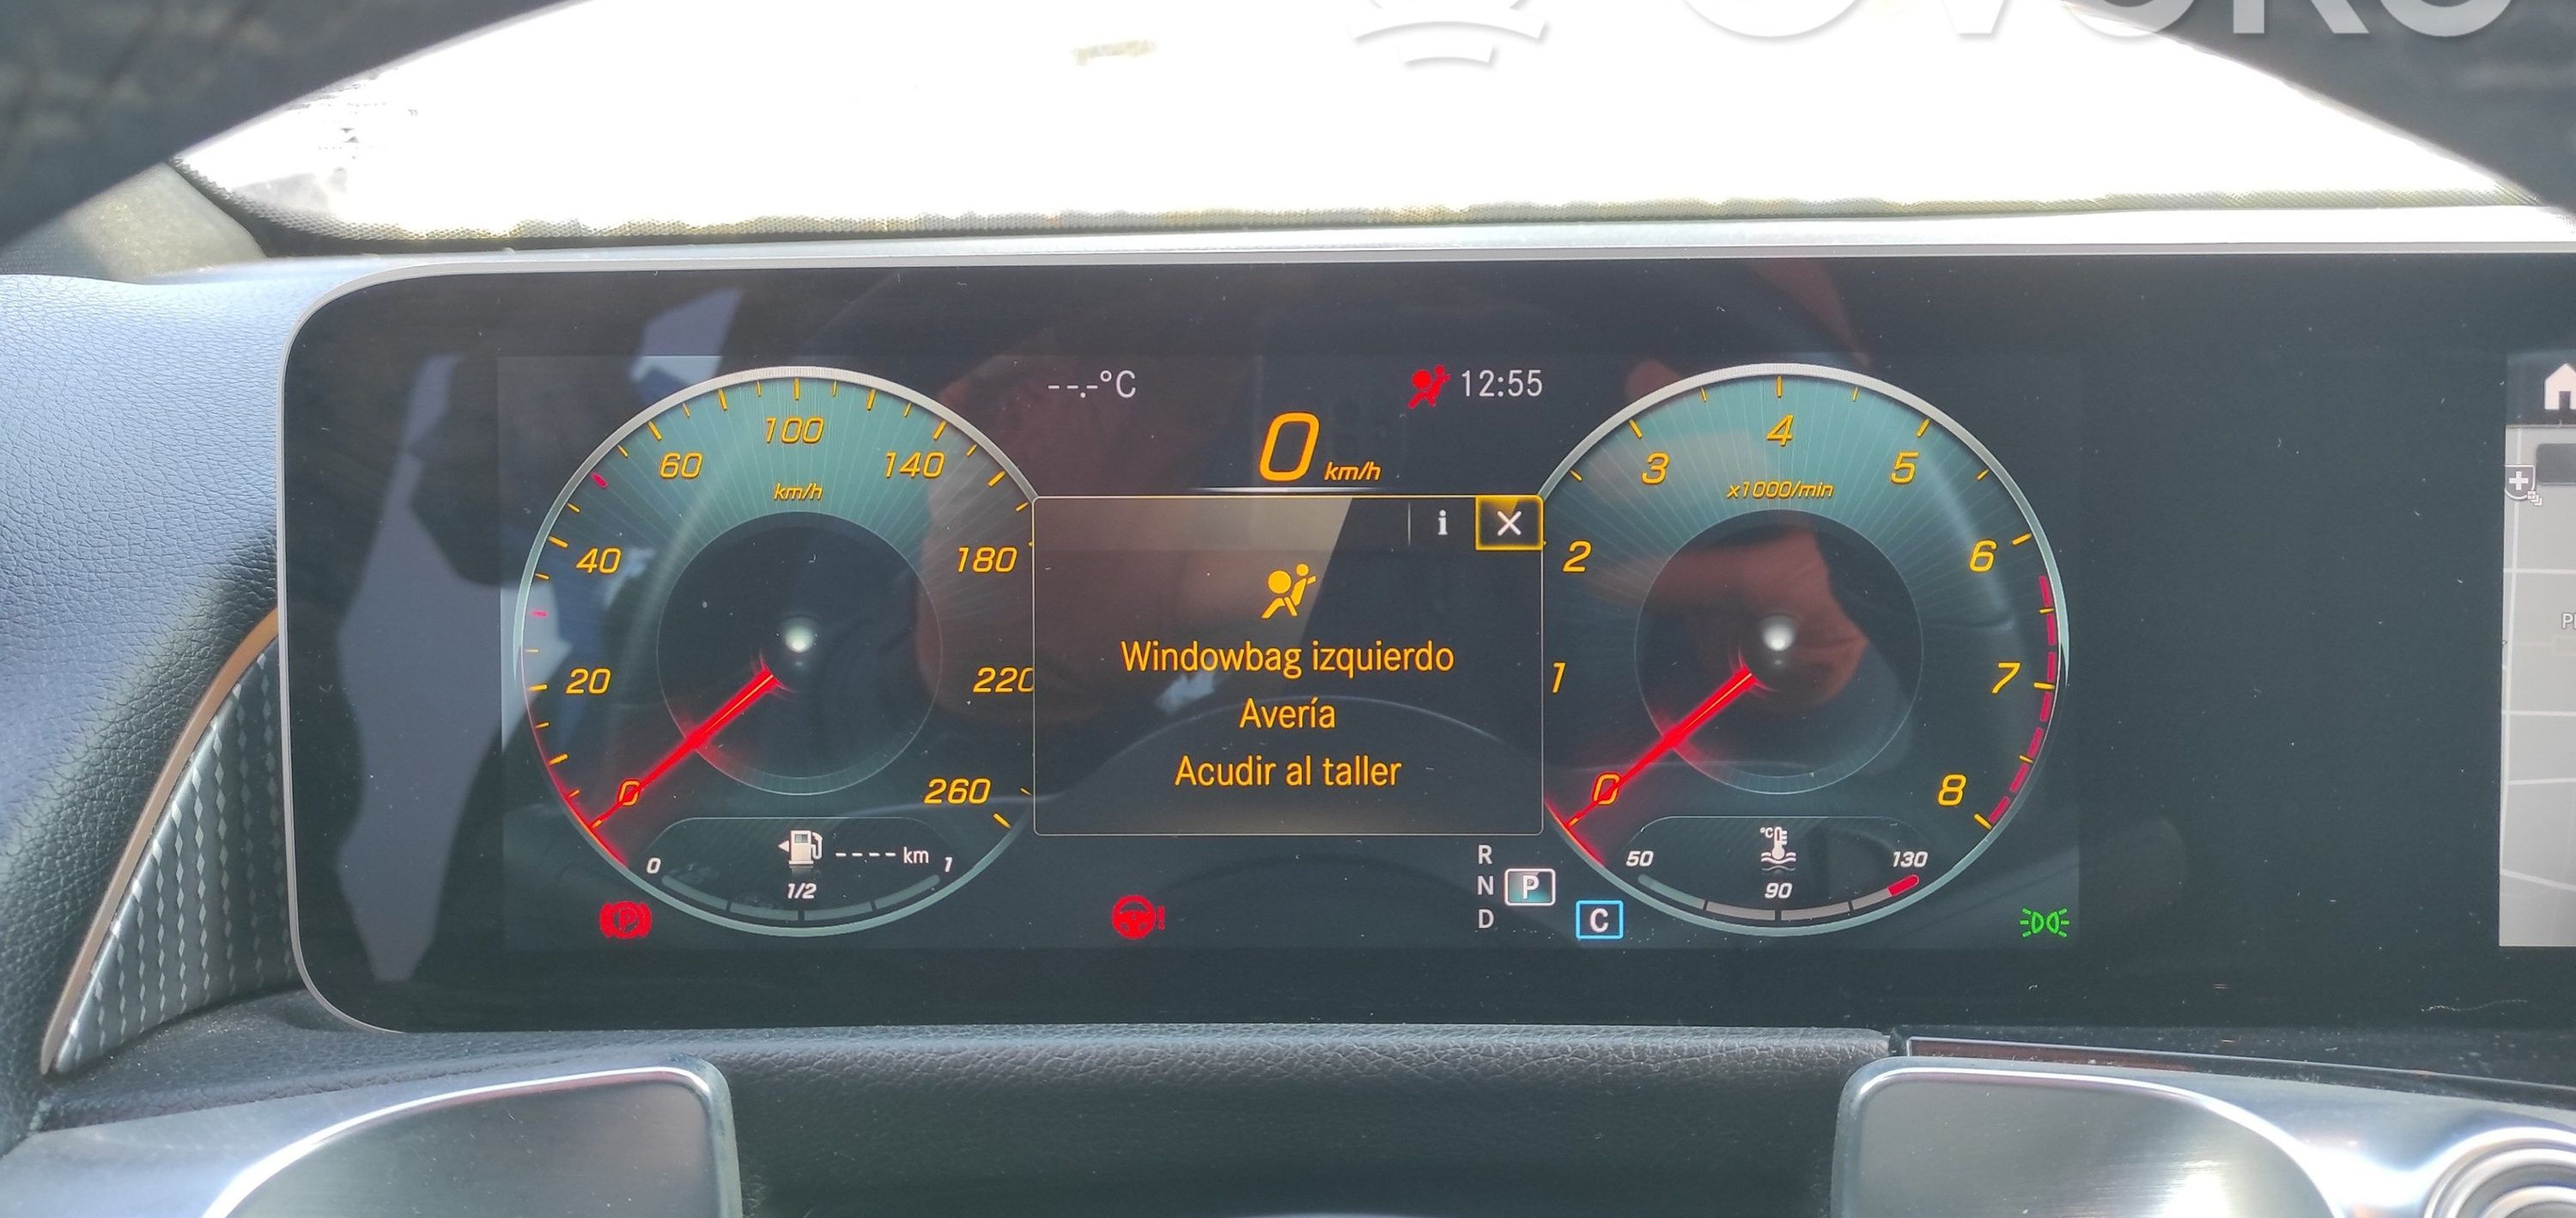 --.-°C
12:55
0 km/h
0 20 40 60 100 140 180 220 260
km/h
i
Windowbag izquierdo
Avería
Acudir al taller
0 1 2 3 4 5 6 7 8
x1000/min
0 1/2 1
---- km
P
R
N P
D
C
°C
50 90 130